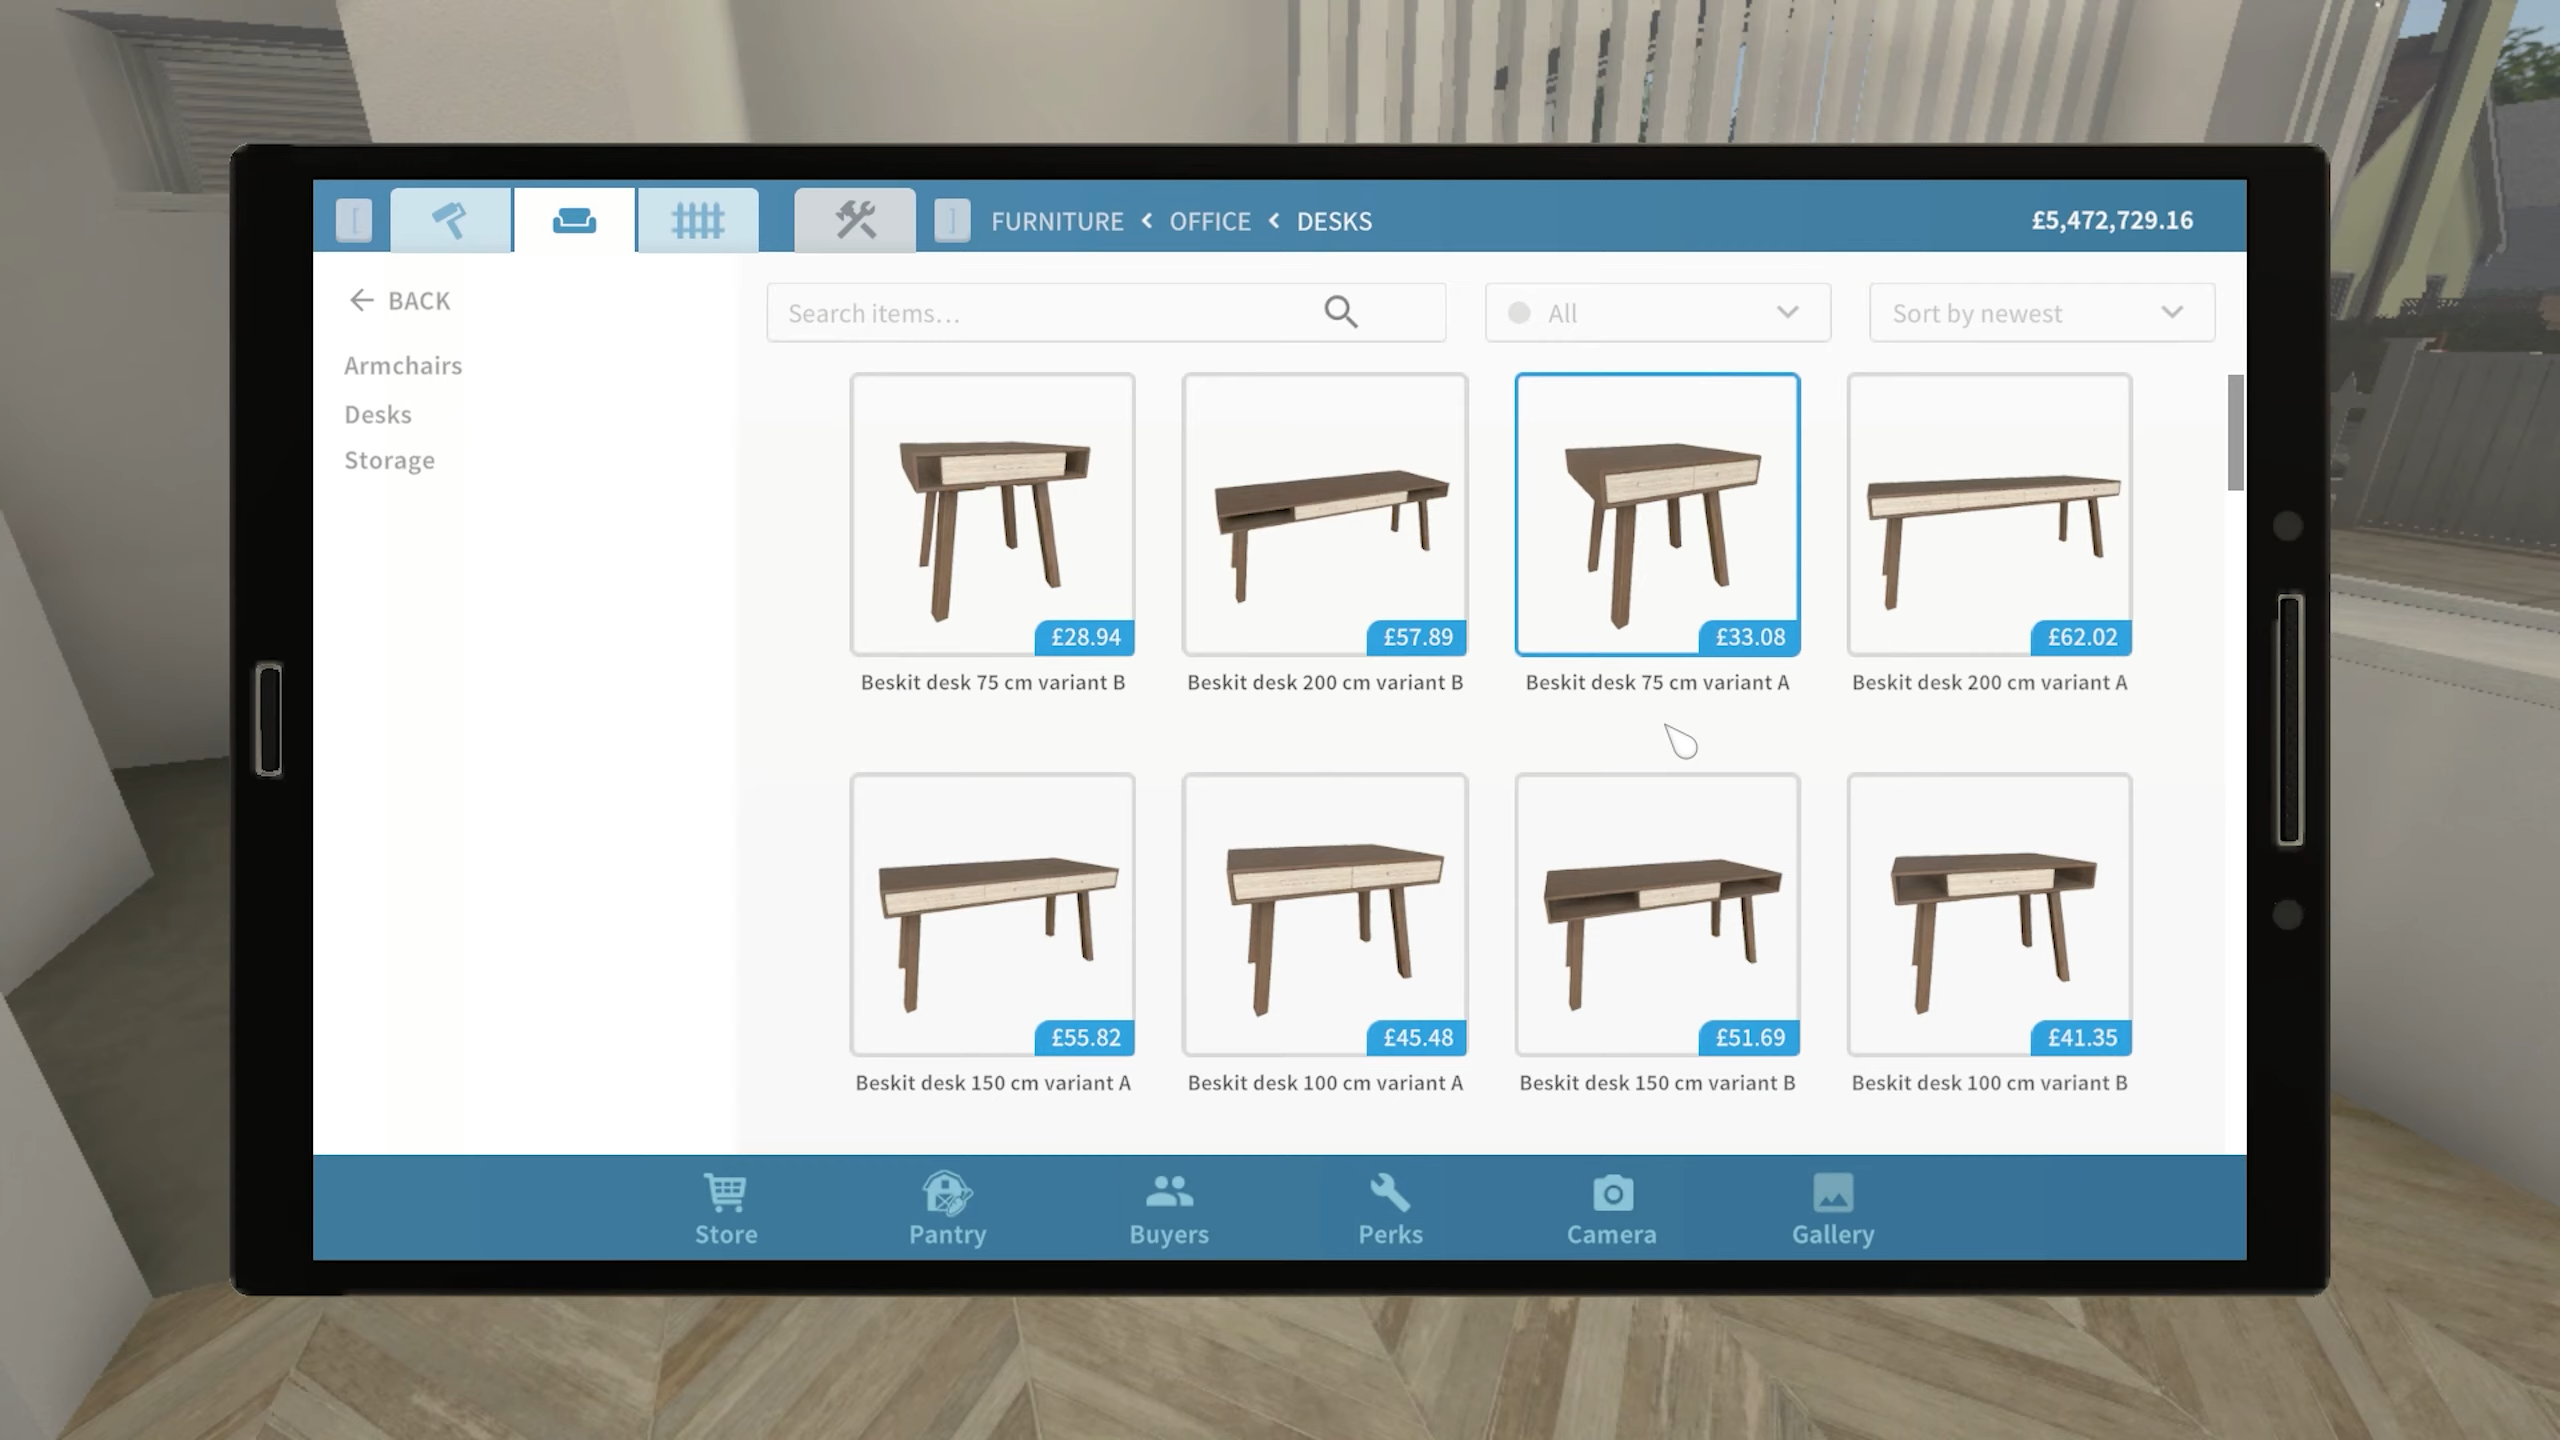 [ ] FURNITURE < OFFICE < DESKS £5,472,729.16
BACK
Armchairs
Desks
Storage
Search items...
All
Sort by newest
£28.94
£57.89
£33.08
£62.02
Beskit desk 75 cm variant B
Beskit desk 200 cm variant B
Beskit desk 75 cm variant A
Beskit desk 200 cm variant A
£55.82
£45.48
£51.69
£41.35
Beskit desk 150 cm variant A
Beskit desk 100 cm variant A
Beskit desk 150 cm variant B
Beskit desk 100 cm variant B
Store
Pantry
Buyers
Perks
Camera
Gallery